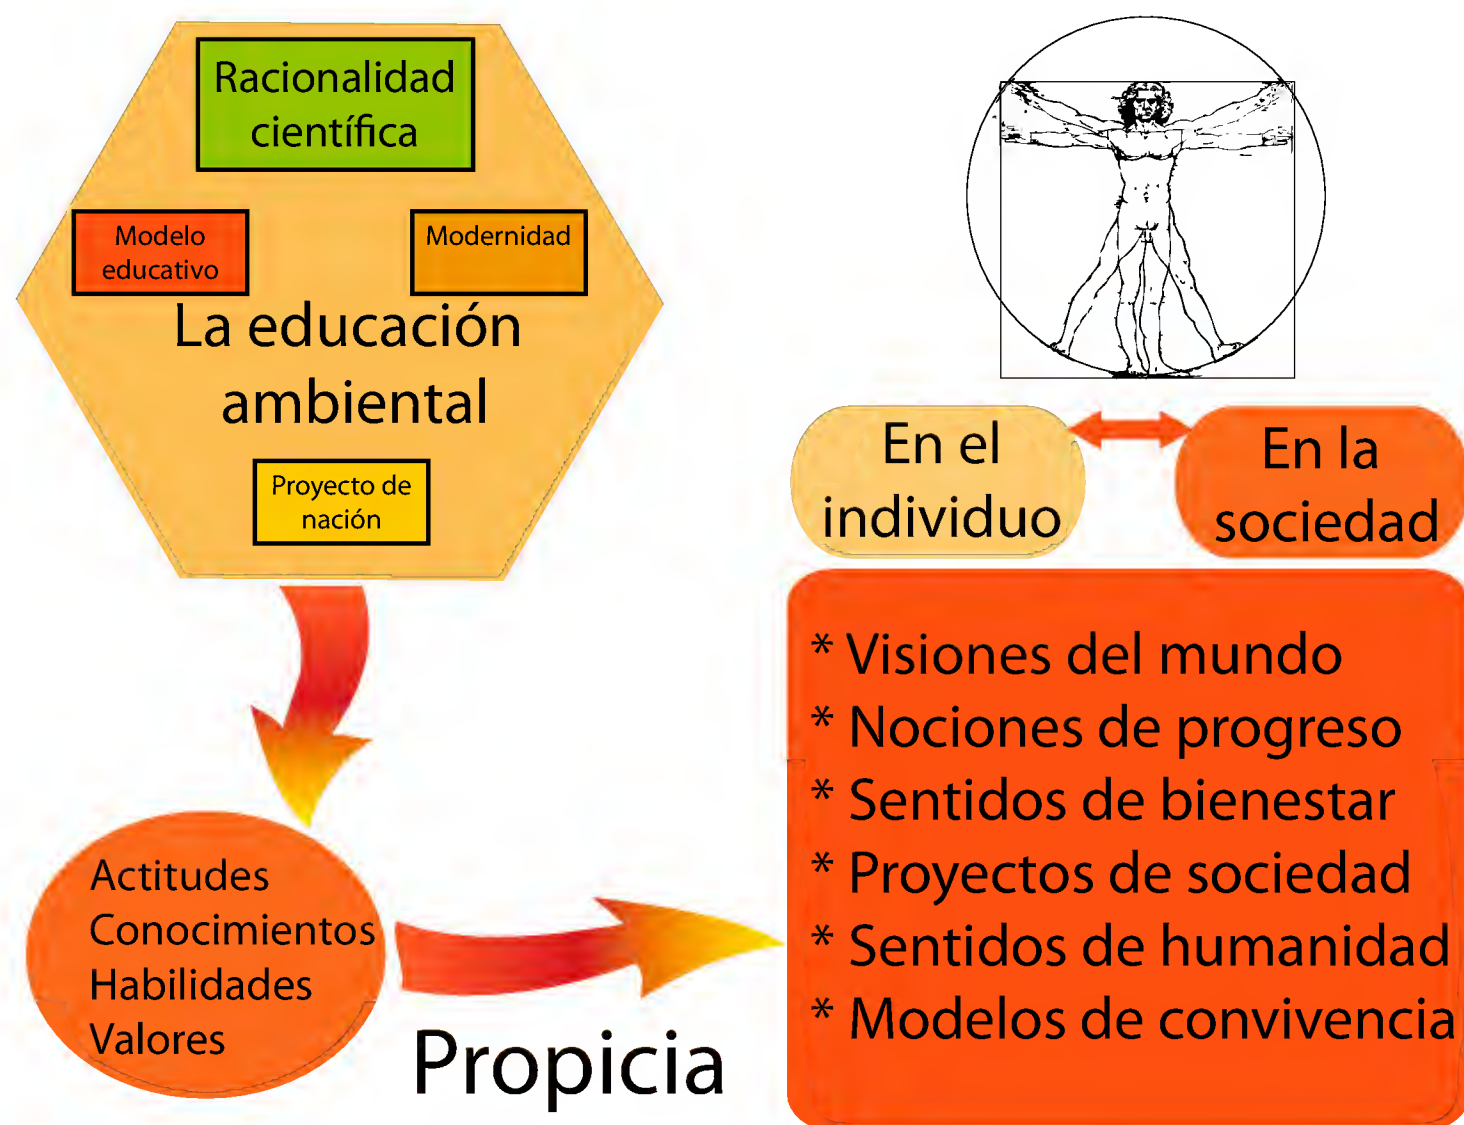 Racionalidad
científica
Modelo
educativo
Modernidad
La educación
ambiental
Proyecto de
nación
Actitudes
Conocimientos
Habilidades
Valores
Propicia
En el
individuo
En la
sociedad
* Visiones del mundo
* Nociones de progreso
* Sentidos de bienestar
* Proyectos de sociedad
* Sentidos de humanidad
* Modelos de convivencia